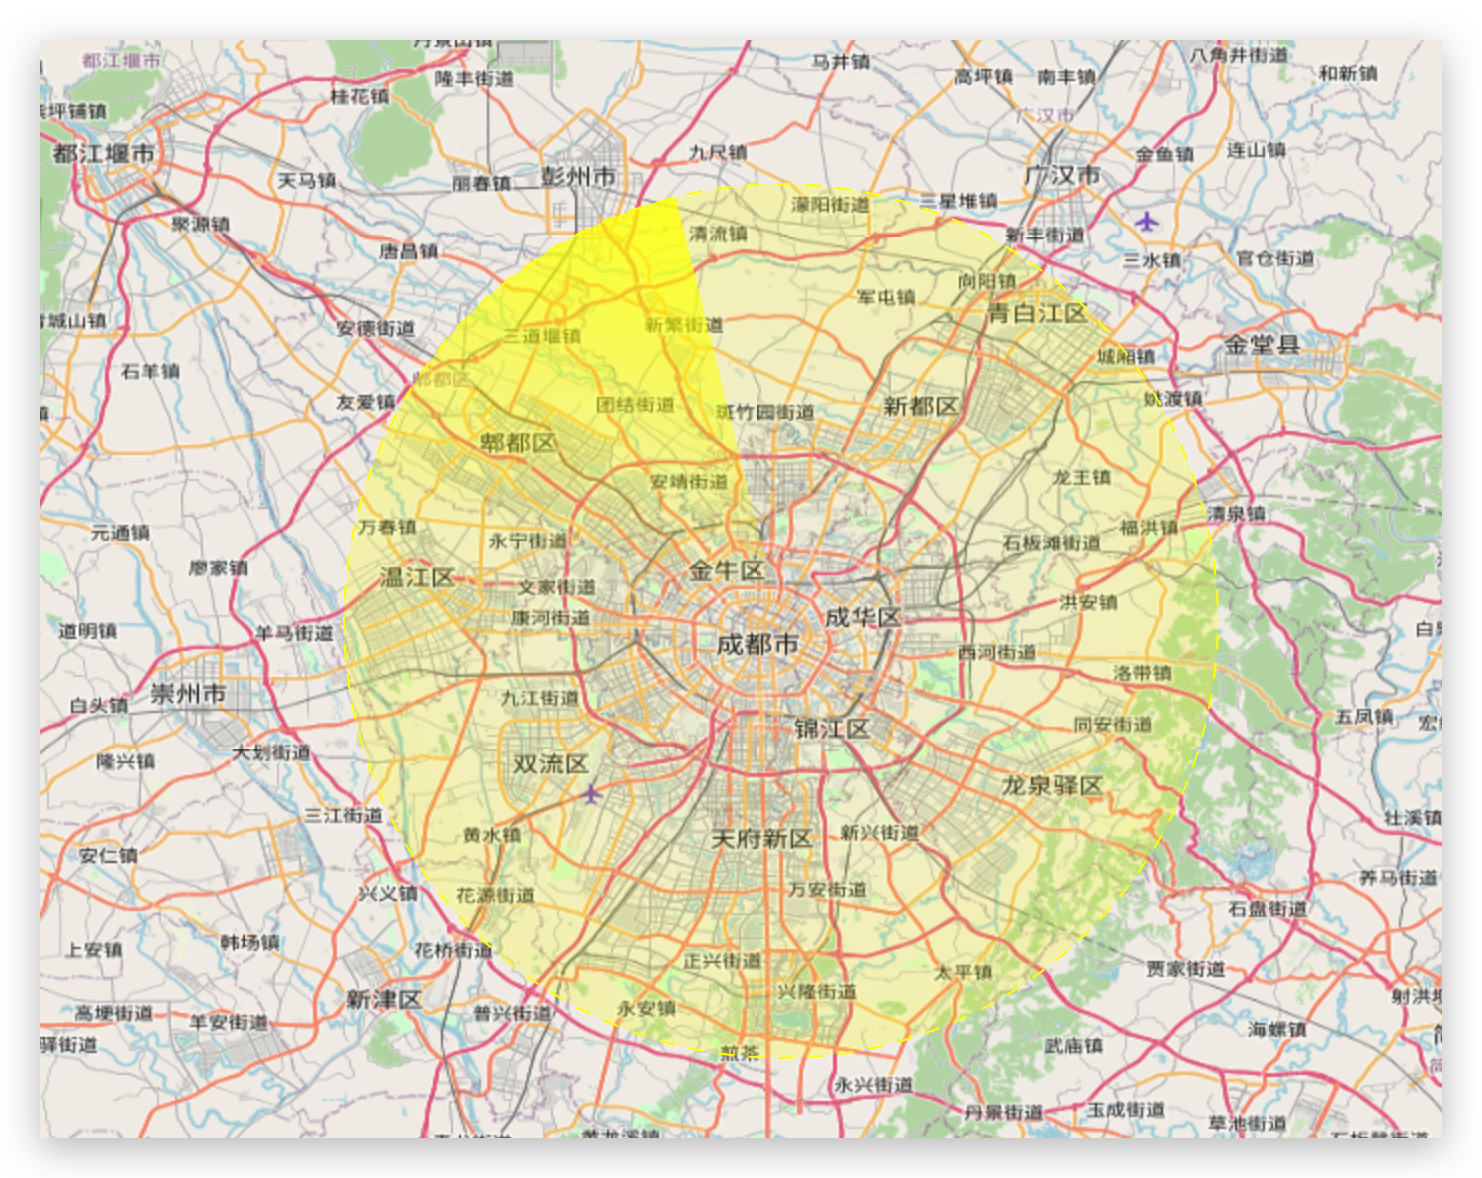 都江堰市
隆丰街道
马井镇
高坪镇
南丰镇
八角井街道
和新镇
桂花镇
广汉市
都江堰市
天马镇
丽春镇
彭州市
九尺镇
广汉市
金鱼镇
连山镇
聚源镇
唐昌镇
清流镇
濛阳街道
三星堆镇
新丰街道
三水镇
官仓街道
安德街道
三道堰镇
新繁街道
军屯镇
向阳镇
青白江区
城厢镇
金堂县
石羊镇
郫都区
友爱镇
团结街道
斑竹园街道
新都区
姚渡镇
郫都区
安靖街道
龙王镇
元通镇
万春镇
永宁街道
石板滩街道
福洪镇
清泉镇
廖家镇
温江区
文家街道
金牛区
康河街道
成华区
洪安镇
道明镇
羊马街道
成都市
西河街道
洛带镇
白头镇
崇州市
九江街道
锦江区
同安街道
五凤镇
隆兴镇
大划街道
双流区
龙泉驿区
三江街道
黄水镇
天府新区
新兴街道
壮溪镇
安仁镇
兴义镇
花源街道
万安街道
养马街道
石盘街道
上安镇
韩场镇
花桥街道
正兴街道
太平镇
贾家街道
新津区
兴隆街道
高埂街道
羊安街道
普兴街道
永安镇
海螺镇
驿街道
煎茶
武庙镇
永兴街道
丹景街道
玉成街道
草池街道